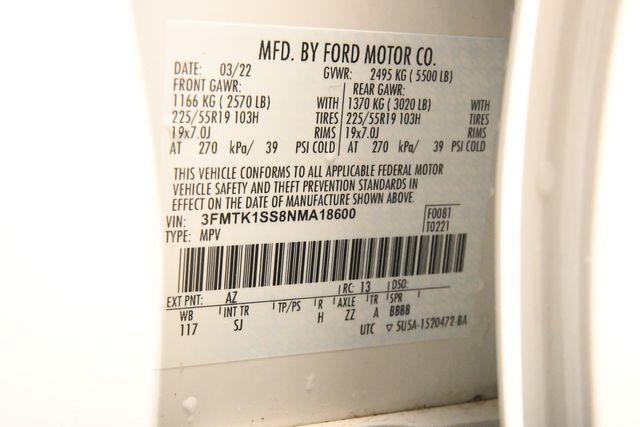 MFD. BY FORD MOTOR CO.
DATE: 03/22 GVWR: 2495 KG ( 5500 LB)
FRONT GAWR: REAR GAWR:
1166 KG ( 2570 LB) WITH 1370 KG ( 3020 LB) WITH
225/55R19 103H TIRES 225/55R19 103H TIRES
19x7.0J RIMS 19x7.0J RIMS
AT 270 kPa/ 39 PSI COLD AT 270 kPa/ 39 PSI COLD
THIS VEHICLE CONFORMS TO ALL APPLICABLE FEDERAL MOTOR
VEHICLE SAFETY AND THEFT PREVENTION STANDARDS IN
EFFECT ON THE DATE OF MANUFACTURE SHOWN ABOVE.
VIN: 3FMTK1SS8NMA18600 F0081
TYPE: MPV T0221
EXT PNT: AZ RC: 13 DSO:
WB INT TR TP/PS R AXLE TR SPR
117 SJ H ZZ A BBBB
UTC 5U5A-1520472-BA